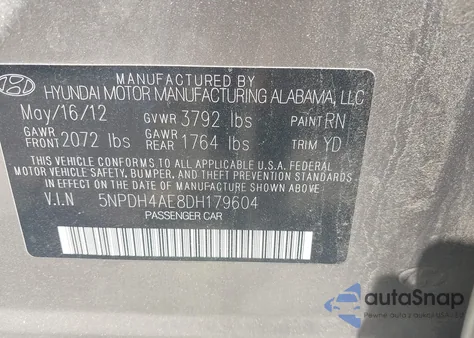 MANUFACTURED BY
HYUNDAI MOTOR MANUFACTURING ALABAMA, LLC
May/16/12 GVWR 3792 lbs PAINT RN
GAWR FRONT 2072 lbs GAWR REAR 1764 lbs TRIM YD
THIS VEHICLE CONFORMS TO ALL APPLICABLE U.S.A. FEDERAL
MOTOR VEHICLE SAFETY, BUMPER, AND THEFT PREVENTION STANDARDS
IN EFFECT ON THE DATE OF MANUFACTURE SHOWN ABOVE.
V.I.N 5NPDH4AE8DH179604
PASSENGER CAR
autoSnap